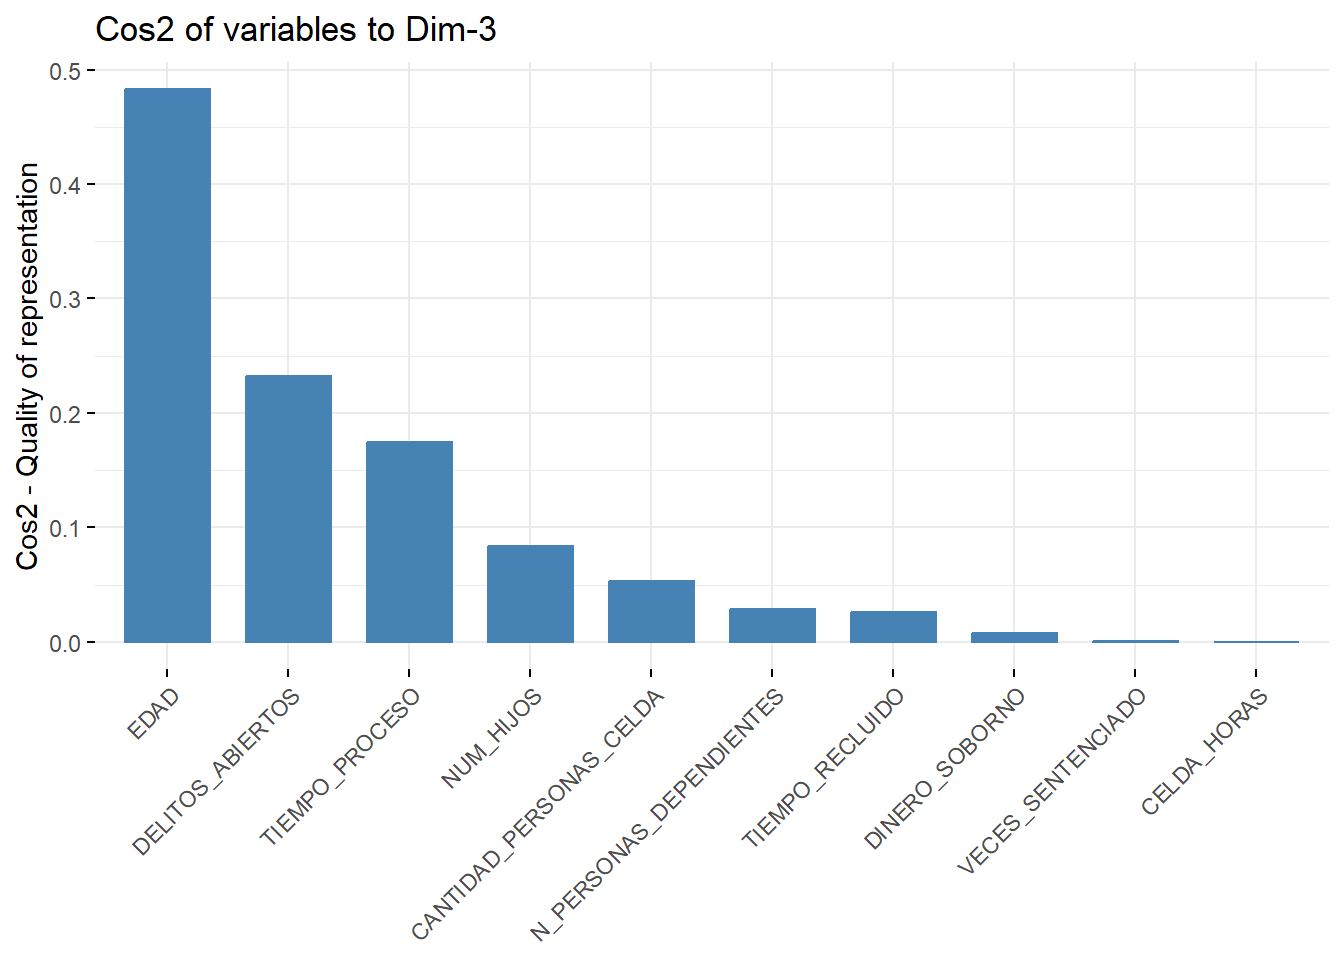 Cos2 of variables to Dim-3
Cos2 - Quality of representation
0.5
0.4
0.3
0.2
0.1
0.0
EDAD
DELITOS_ABIERTOS
TIEMPO_PROCESO
NUM_HIJOS
CANTIDAD_PERSONAS_CELDA
N_PERSONAS_DEPENDIENTES
TIEMPO_RECLUIDO
DINERO_SOBORNO
VECES_SENTENCIADO
CELDA_HORAS